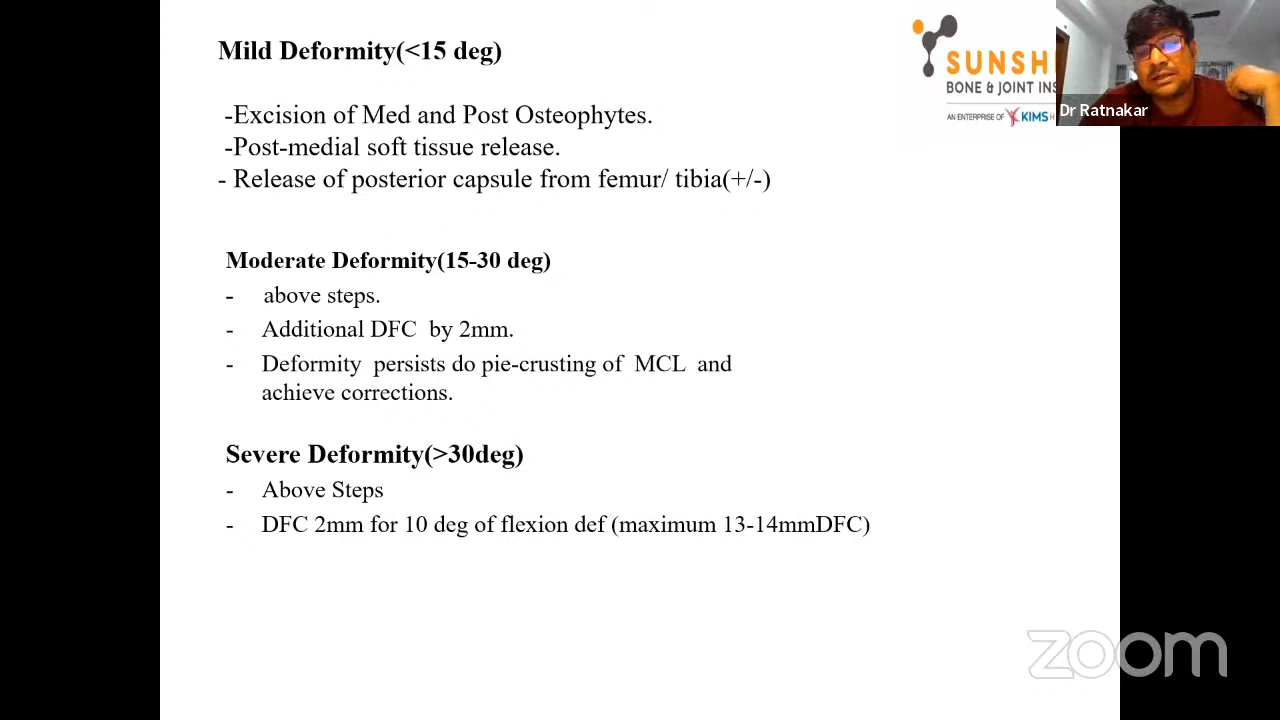 Mild Deformity(<15 deg)
-Excision of Med and Post Osteophytes.
-Post-medial soft tissue release.
- Release of posterior capsule from femur/ tibia(+/-)
Moderate Deformity(15-30 deg)
- above steps.
- Additional DFC by 2mm.
- Deformity persists do pie-crusting of MCL and
achieve corrections.
Severe Deformity(>30deg)
- Above Steps
- DFC 2mm for 10 deg of flexion def (maximum 13-14mmDFC)
SUNSH
BONE & JOINT INS
AN ENTERPRISE OF KIMS
Dr Ratnakar
zoom